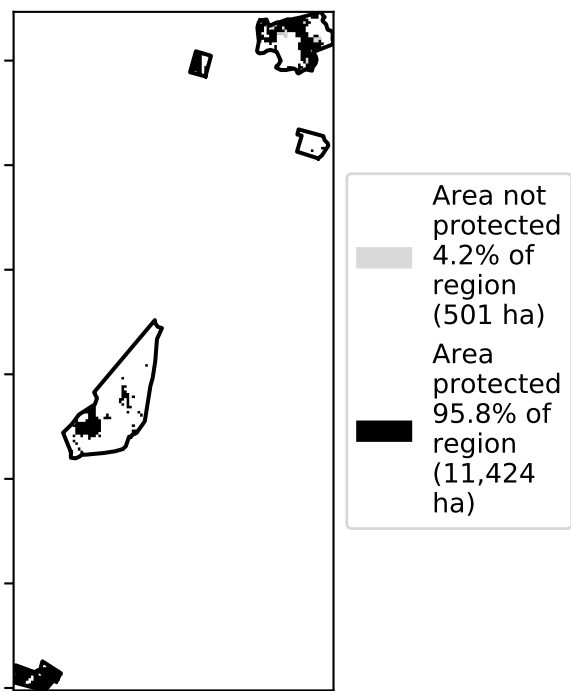 Area not
protected
4.2% of
region
(501 ha)
Area
protected
95.8% of
region
(11,424
ha)